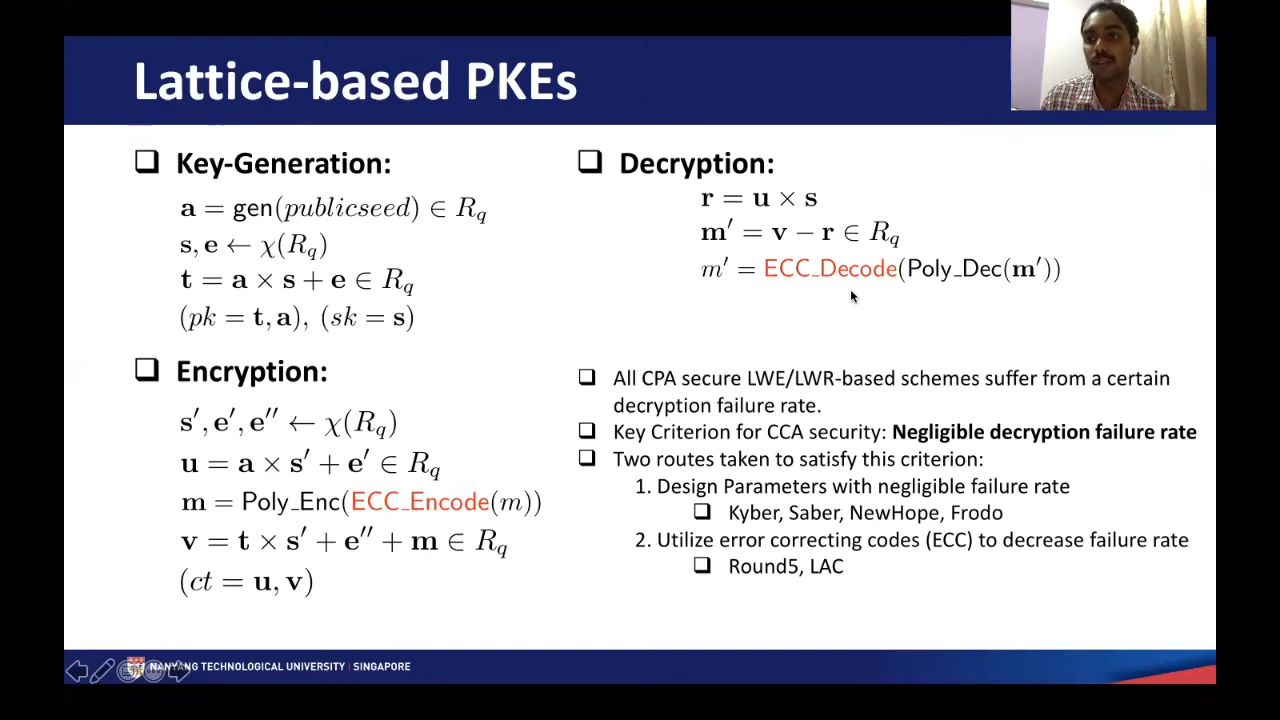 Lattice-based PKEs
Key-Generation:
a = gen(publicseed) ∈ R_q
s, e ← χ(R_q)
t = a × s + e ∈ R_q
(pk = t, a), (sk = s)
Encryption:
s′, e′, e″ ← χ(R_q)
u = a × s′ + e′ ∈ R_q
m = Poly_Enc(ECC_Encode(m))
v = t × s′ + e″ + m ∈ R_q
(ct = u, v)
Decryption:
r = u × s
m′ = v − r ∈ R_q
m′ = ECC_Decode(Poly_Dec(m′))
All CPA secure LWE/LWR-based schemes suffer from a certain
decryption failure rate.
Key Criterion for CCA security: Negligible decryption failure rate
Two routes taken to satisfy this criterion:
1. Design Parameters with negligible failure rate
Kyber, Saber, NewHope, Frodo
2. Utilize error correcting codes (ECC) to decrease failure rate
Round5, LAC
NANYANG TECHNOLOGICAL UNIVERSITY | SINGAPORE